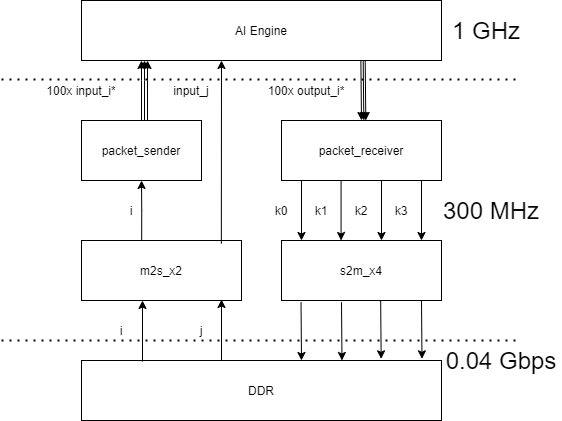 AI Engine
1 GHz
100x input_i*
input_j
100x output_i*
packet_sender
packet_receiver
i
k0
k1
k2
k3
300 MHz
m2s_x2
s2m_x4
i
j
0.04 Gbps
DDR